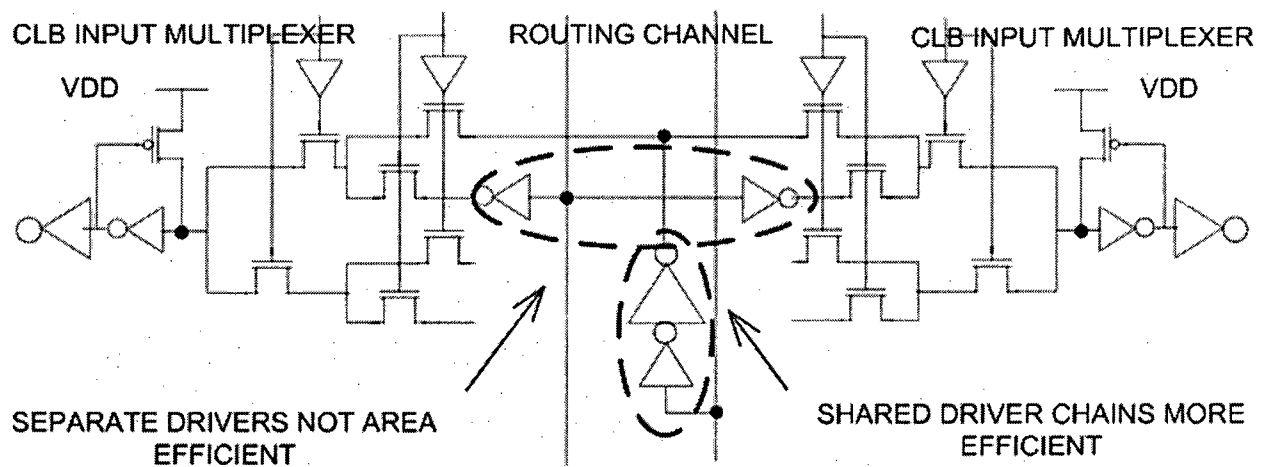 CLB INPUT MULTIPLEXER
ROUTING CHANNEL
CLB INPUT MULTIPLEXER
VDD
VDD
SEPARATE DRIVERS NOT AREA
EFFICIENT
SHARED DRIVER CHAINS MORE
EFFICIENT